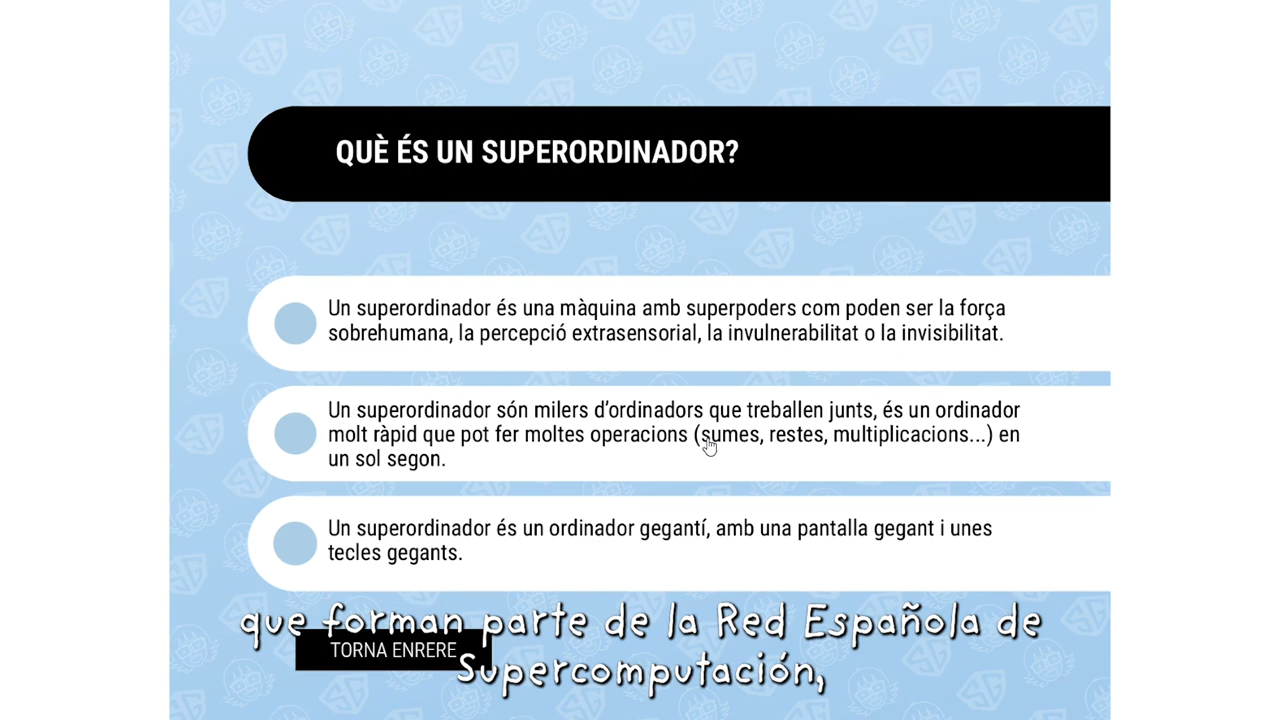 QUÈ ÉS UN SUPERORDINADOR?
Un superordinador és una màquina amb superpoders com poden ser la força
sobrehumana, la percepció extrasensorial, la invulnerabilitat o la invisibilitat.
Un superordinador són milers d’ordinadors que treballen junts, és un ordinador
molt ràpid que pot fer moltes operacions (sumes, restes, multiplicacions...) en
un sol segon.
Un superordinador és un ordinador gegantí, amb una pantalla gegant i unes
tecles gegants.
que forman parte de la Red Española de
TORNA ENRERE
Supercomputación,